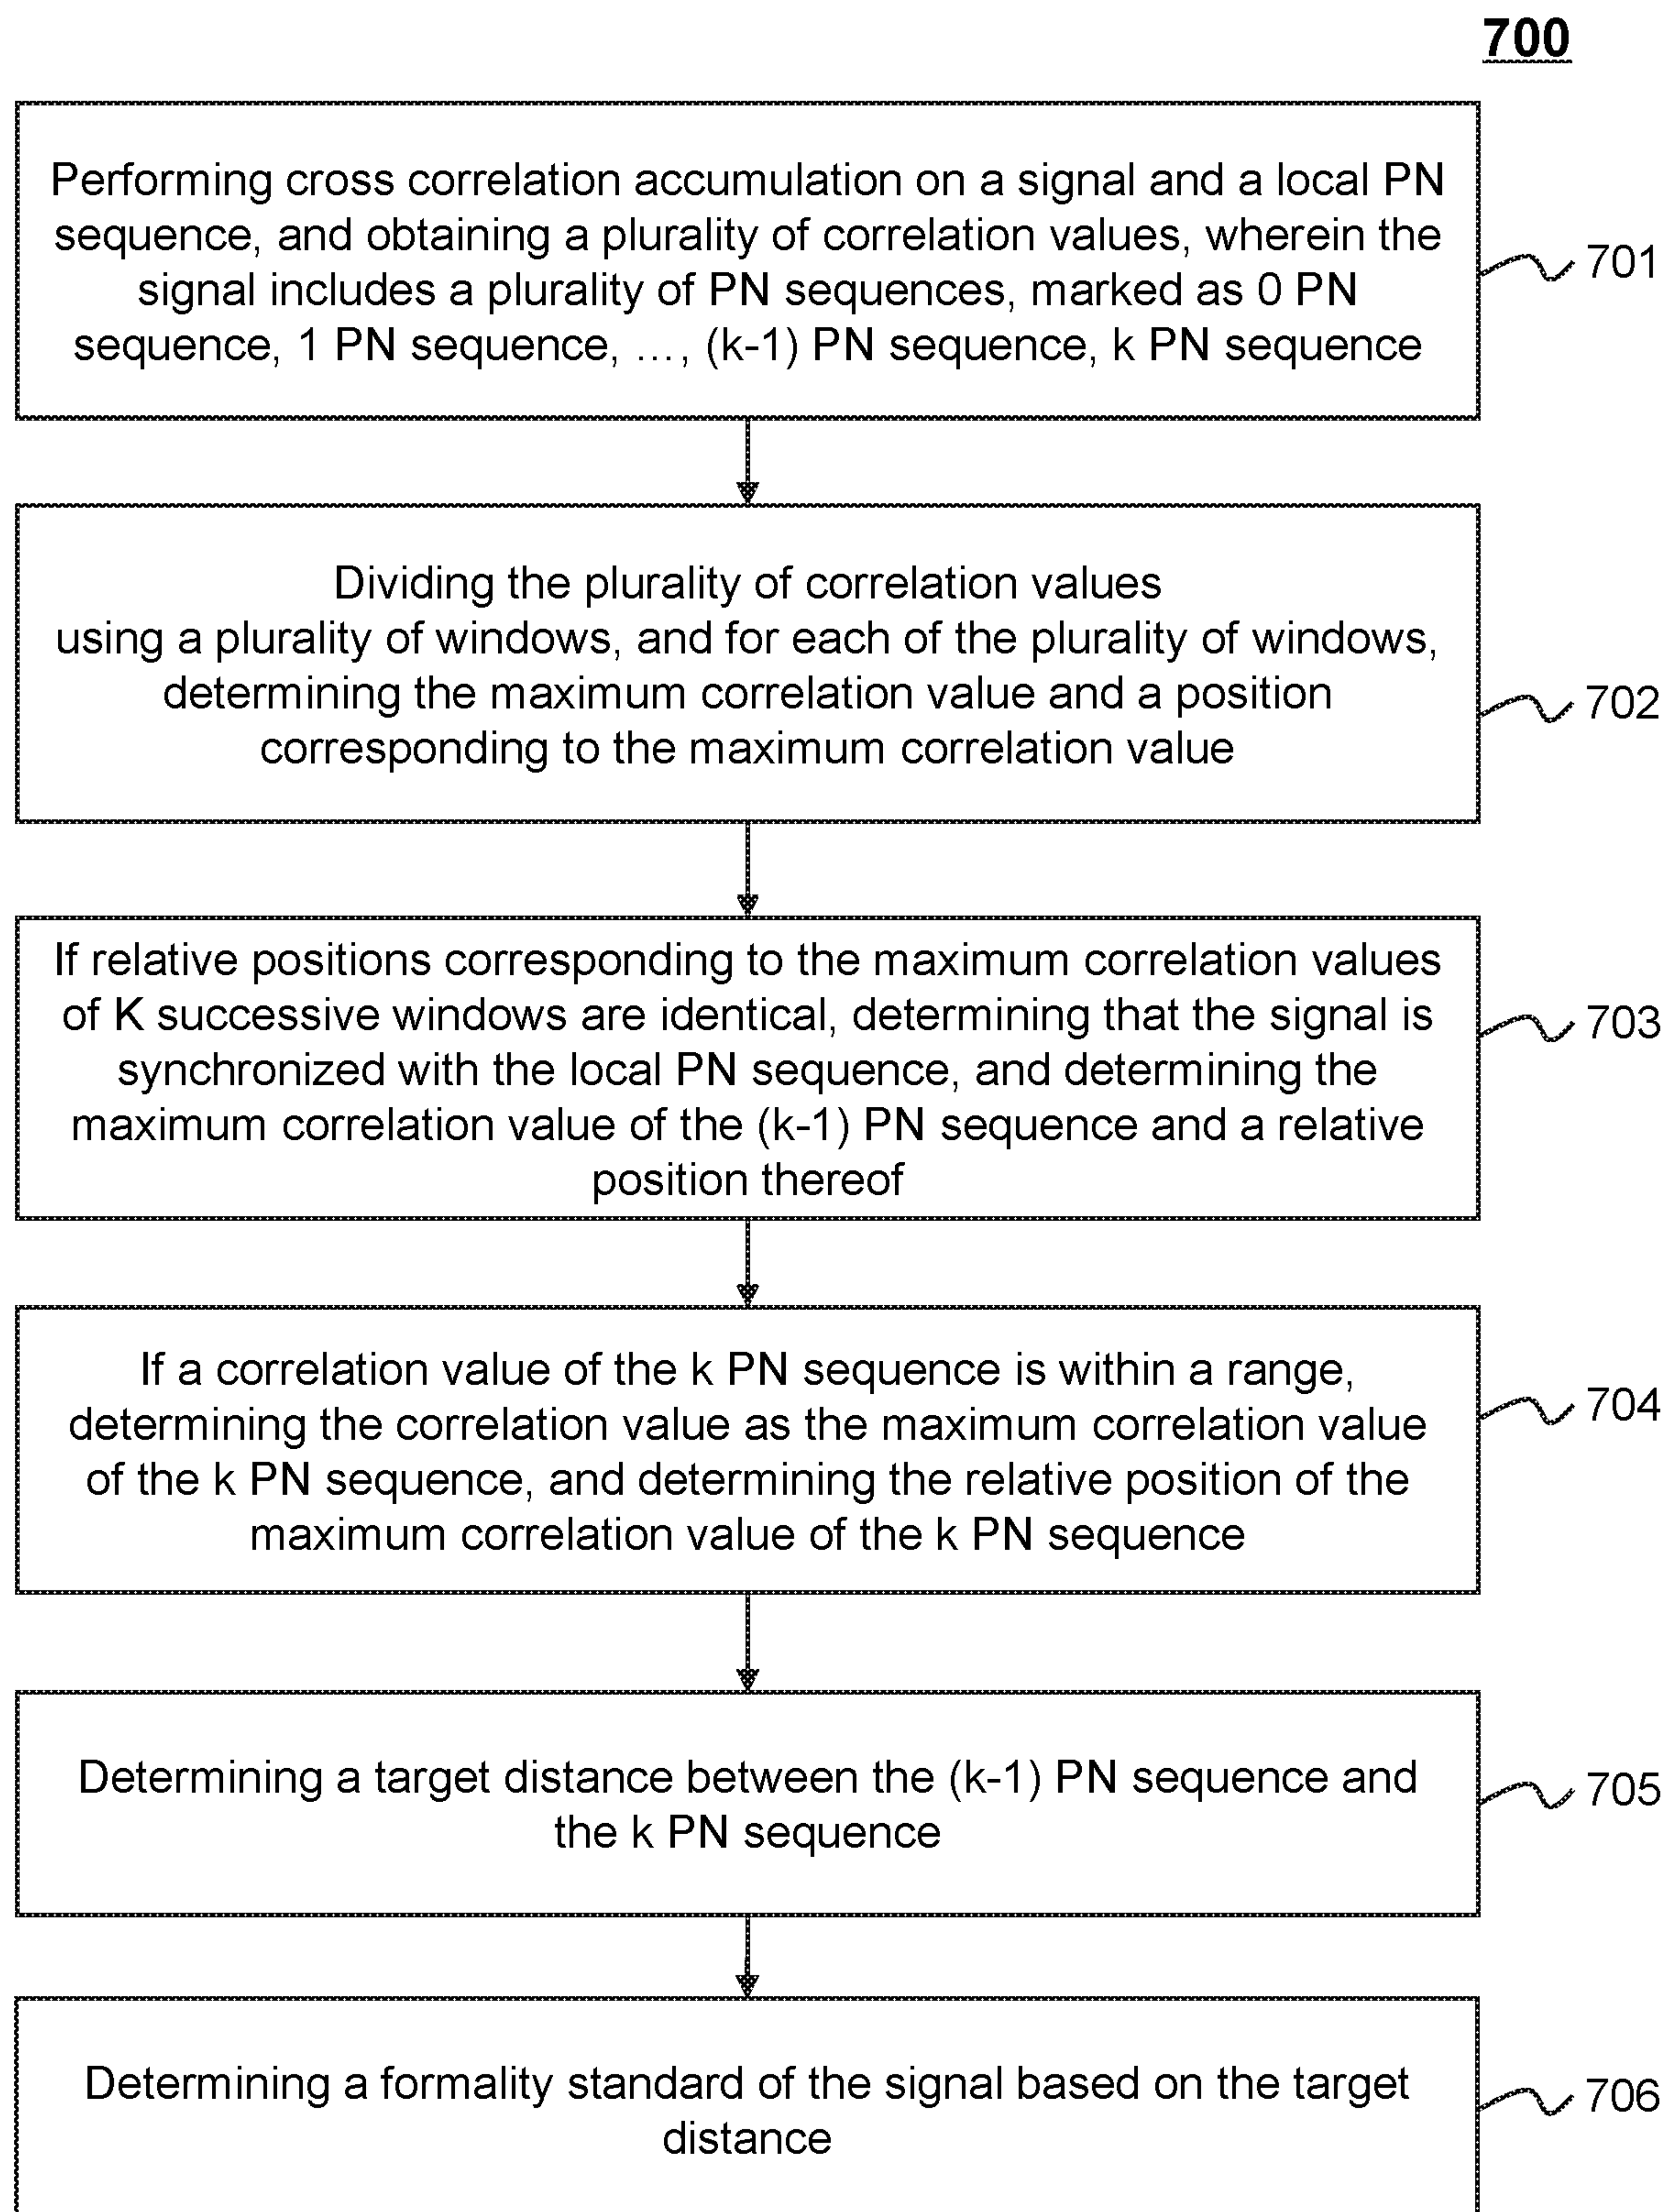 700
Performing cross correlation accumulation on a signal and a local PN
sequence, and obtaining a plurality of correlation values, wherein the
signal includes a plurality of PN sequences, marked as 0 PN
sequence, 1 PN sequence, …, (k-1) PN sequence, k PN sequence
701
Dividing the plurality of correlation values
using a plurality of windows, and for each of the plurality of windows,
determining the maximum correlation value and a position
corresponding to the maximum correlation value
702
If relative positions corresponding to the maximum correlation values
of K successive windows are identical, determining that the signal is
synchronized with the local PN sequence, and determining the
maximum correlation value of the (k-1) PN sequence and a relative
position thereof
703
If a correlation value of the k PN sequence is within a range,
determining the correlation value as the maximum correlation value
of the k PN sequence, and determining the relative position of the
maximum correlation value of the k PN sequence
704
Determining a target distance between the (k-1) PN sequence and
the k PN sequence
705
Determining a formality standard of the signal based on the target
distance
706